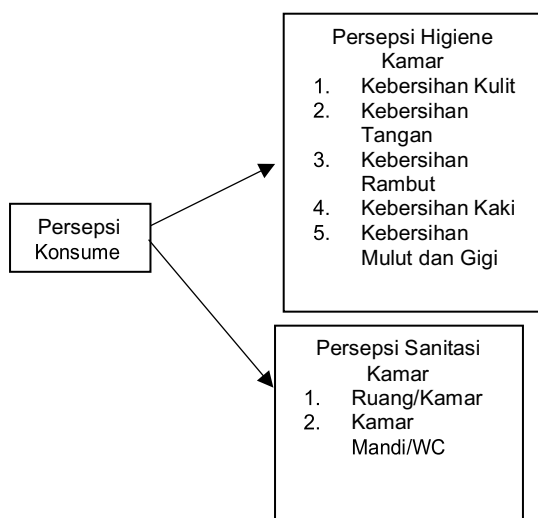 Persepsi Higiene
Kamar
1. Kebersihan Kulit
2. Kebersihan
Tangan
3. Kebersihan
Rambut
4. Kebersihan Kaki
5. Kebersihan
Mulut dan Gigi
Persepsi
Konsume
Persepsi Sanitasi
Kamar
1. Ruang/Kamar
2. Kamar
Mandi/WC